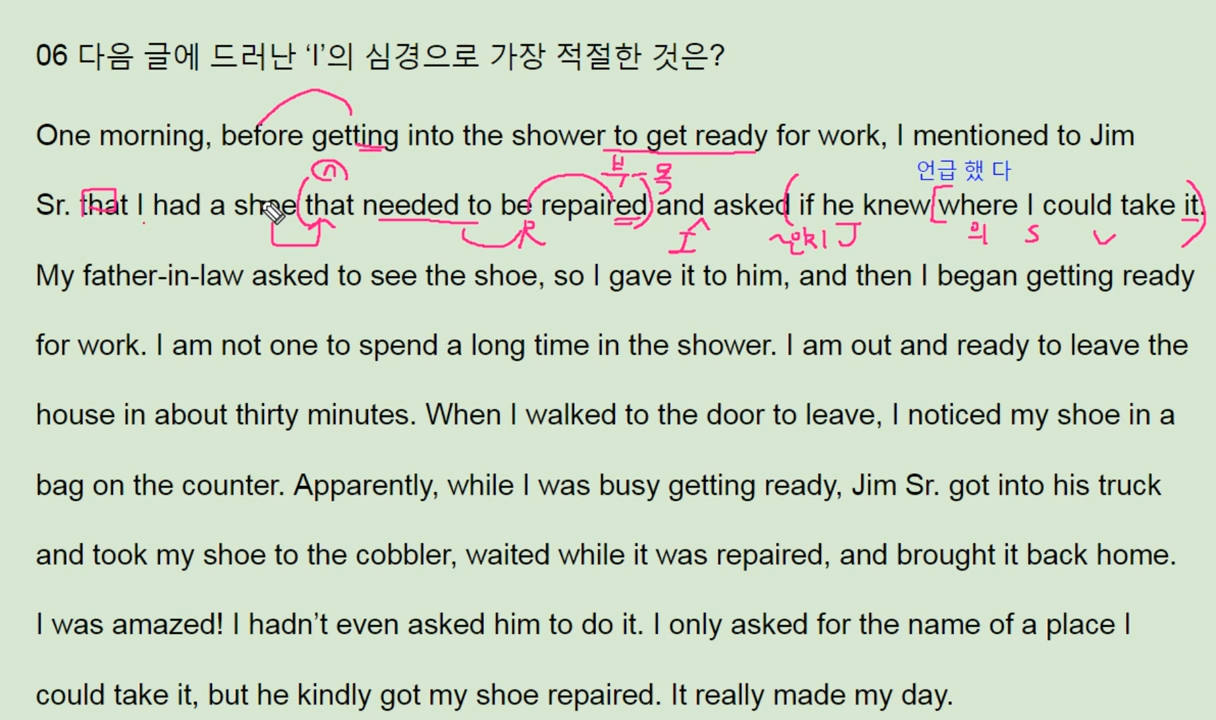 06 다음 글에 드러난 ‘I’의 심경으로 가장 적절한 것은?
One morning, before getting into the shower to get ready for work, I mentioned to Jim
언급 했 다
Sr. that I had a shoe that needed to be repaired and asked if he knew where I could take it.
My father-in-law asked to see the shoe, so I gave it to him, and then I began getting ready
for work. I am not one to spend a long time in the shower. I am out and ready to leave the
house in about thirty minutes. When I walked to the door to leave, I noticed my shoe in a
bag on the counter. Apparently, while I was busy getting ready, Jim Sr. got into his truck
and took my shoe to the cobbler, waited while it was repaired, and brought it back home.
I was amazed! I hadn’t even asked him to do it. I only asked for the name of a place I
could take it, but he kindly got my shoe repaired. It really made my day.